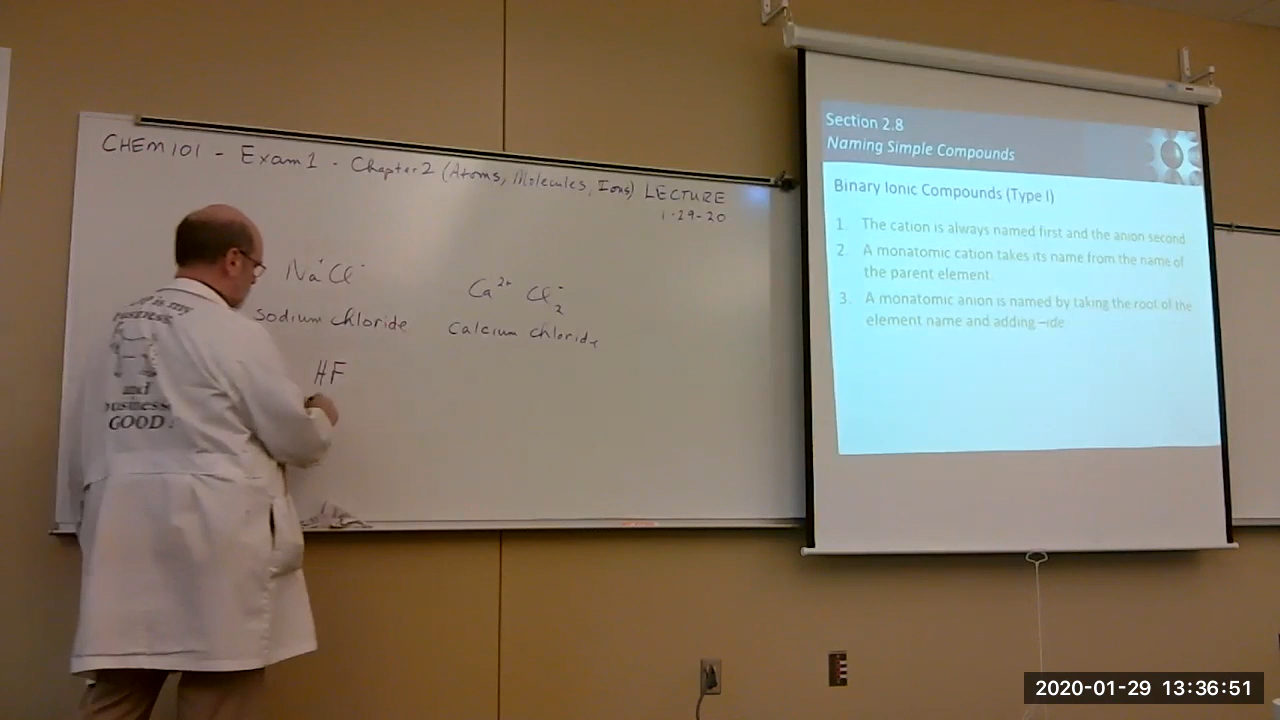 CHEM 101 - Exam 1 - Chapter 2 (Atoms, Molecules, Ions) LECTURE
1-29-20
Na⁺Cl⁻
Ca²⁺ Cl₂⁻
Sodium chloride
Calcium chloride
HF
is my
business
and
business
GOOD
Section 2.8
Naming Simple Compounds
Binary Ionic Compounds (Type I)
1. The cation is always named first and the anion second.
2. A monatomic cation takes its name from the name of
the parent element.
3. A monatomic anion is named by taking the root of the
element name and adding –ide.
2020-01-29 13:36:51